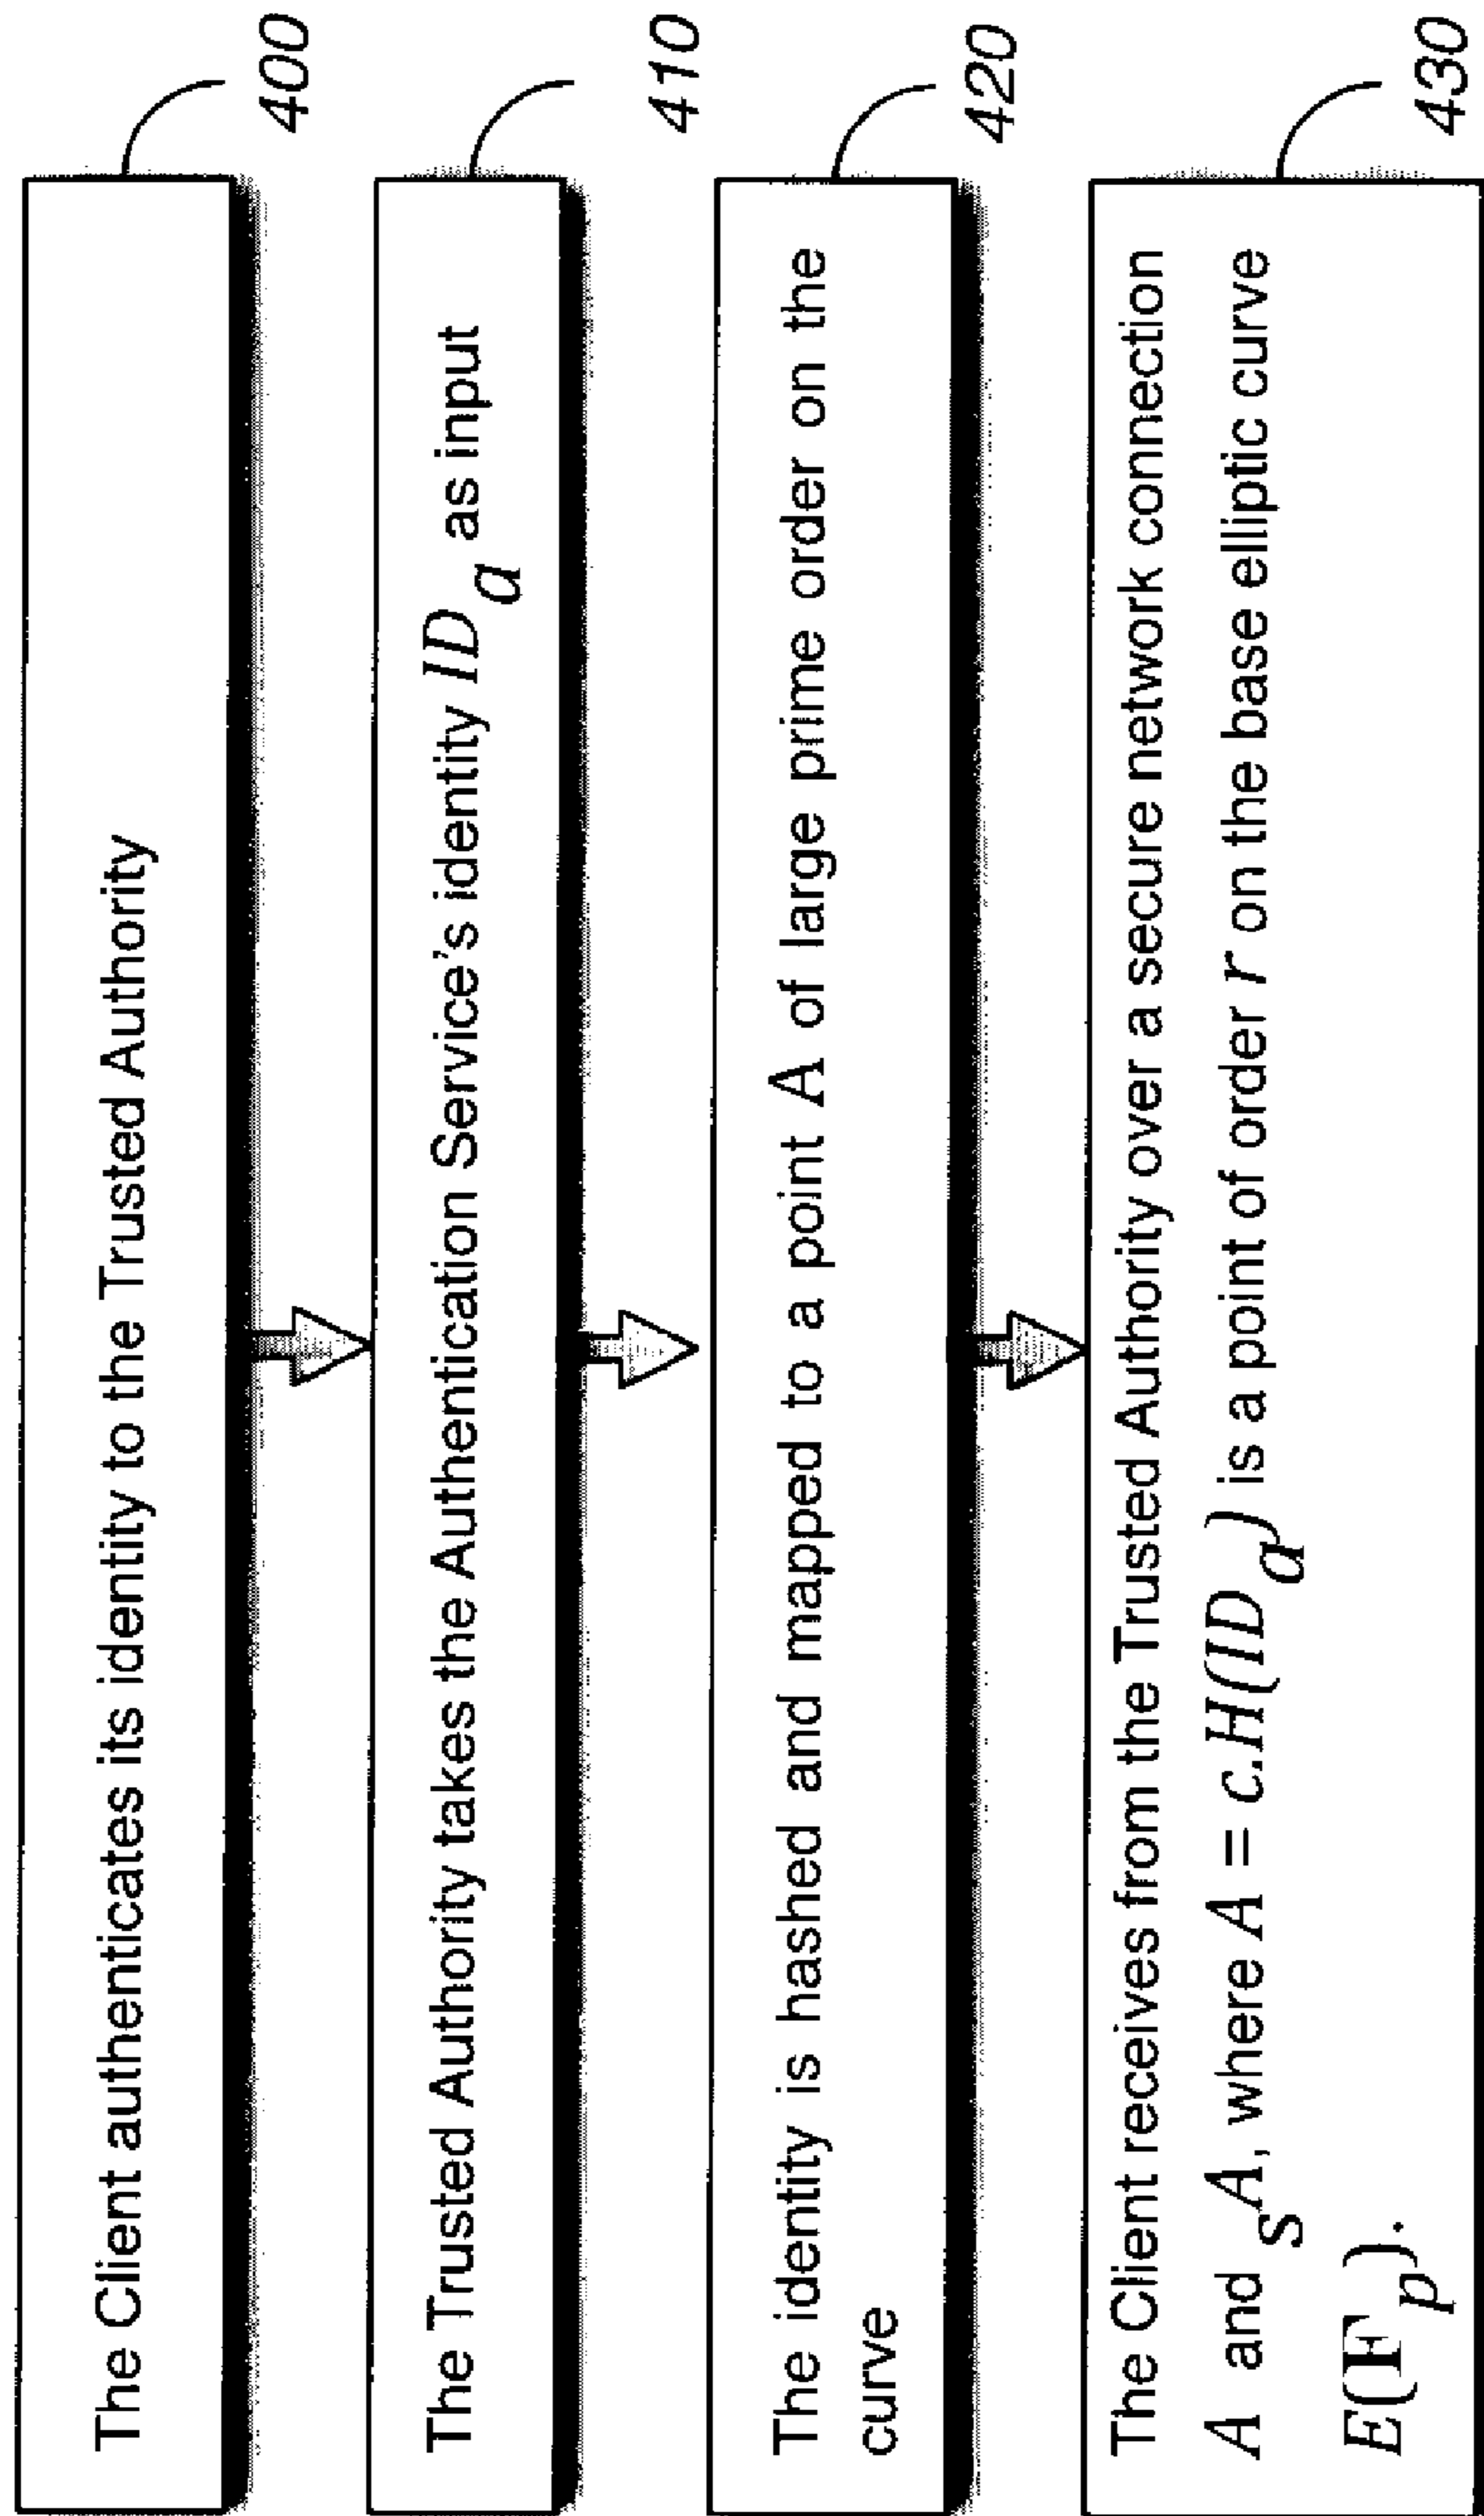 The Client authenticates its identity to the Trusted Authority
400
The Trusted Authority takes the Authentication Service's identity ID_a as input
410
The identity is hashed and mapped to a point A of large prime order on the
curve
420
The Client receives from the Trusted Authority over a secure network connection
A and sA, where A = c.H(ID_a) is a point of order r on the base elliptic curve
E(F_p).
430